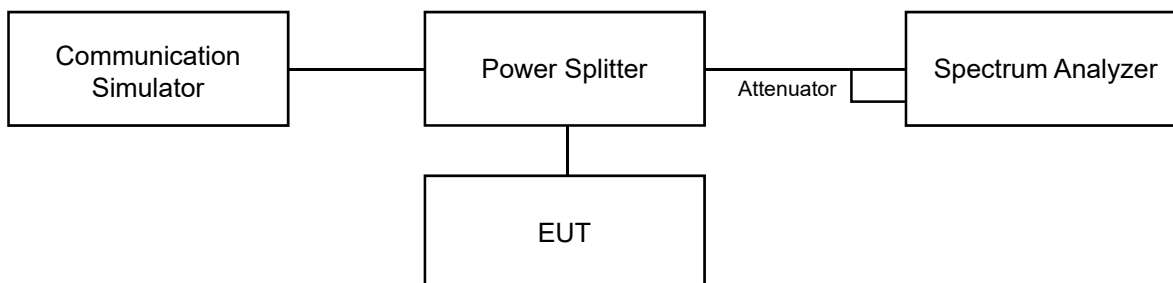 Communication
Simulator
Power Splitter
Attenuator
Spectrum Analyzer
EUT